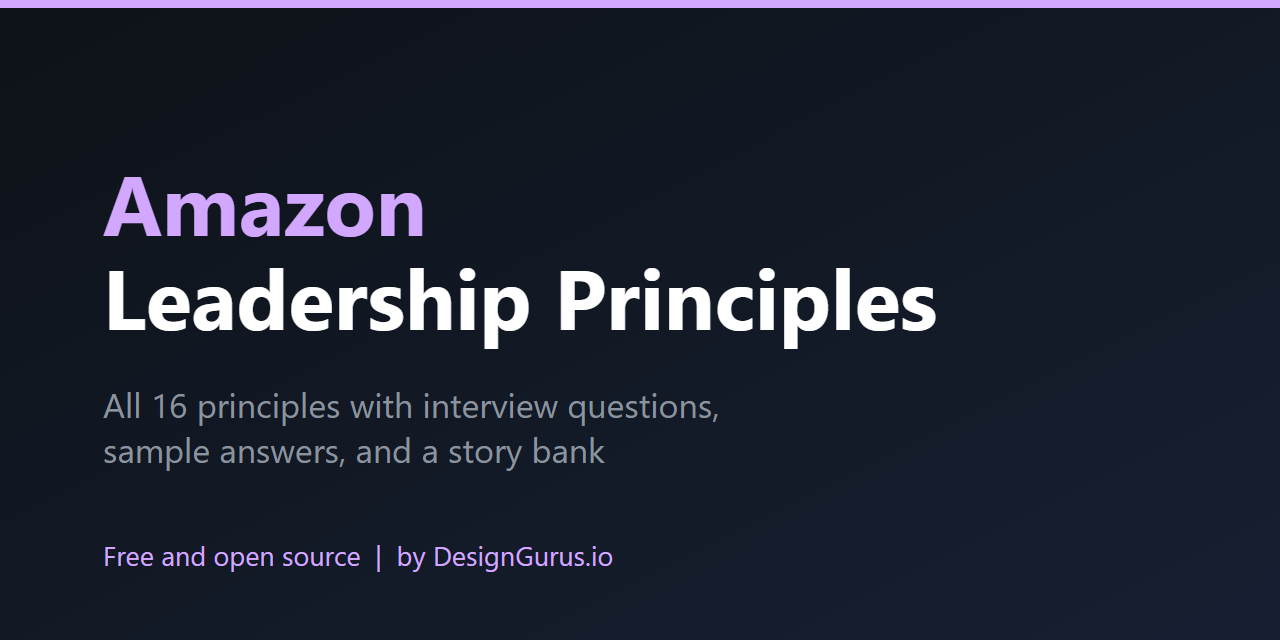 Amazon
Leadership Principles
All 16 principles with interview questions,
sample answers, and a story bank
Free and open source | by DesignGurus.io